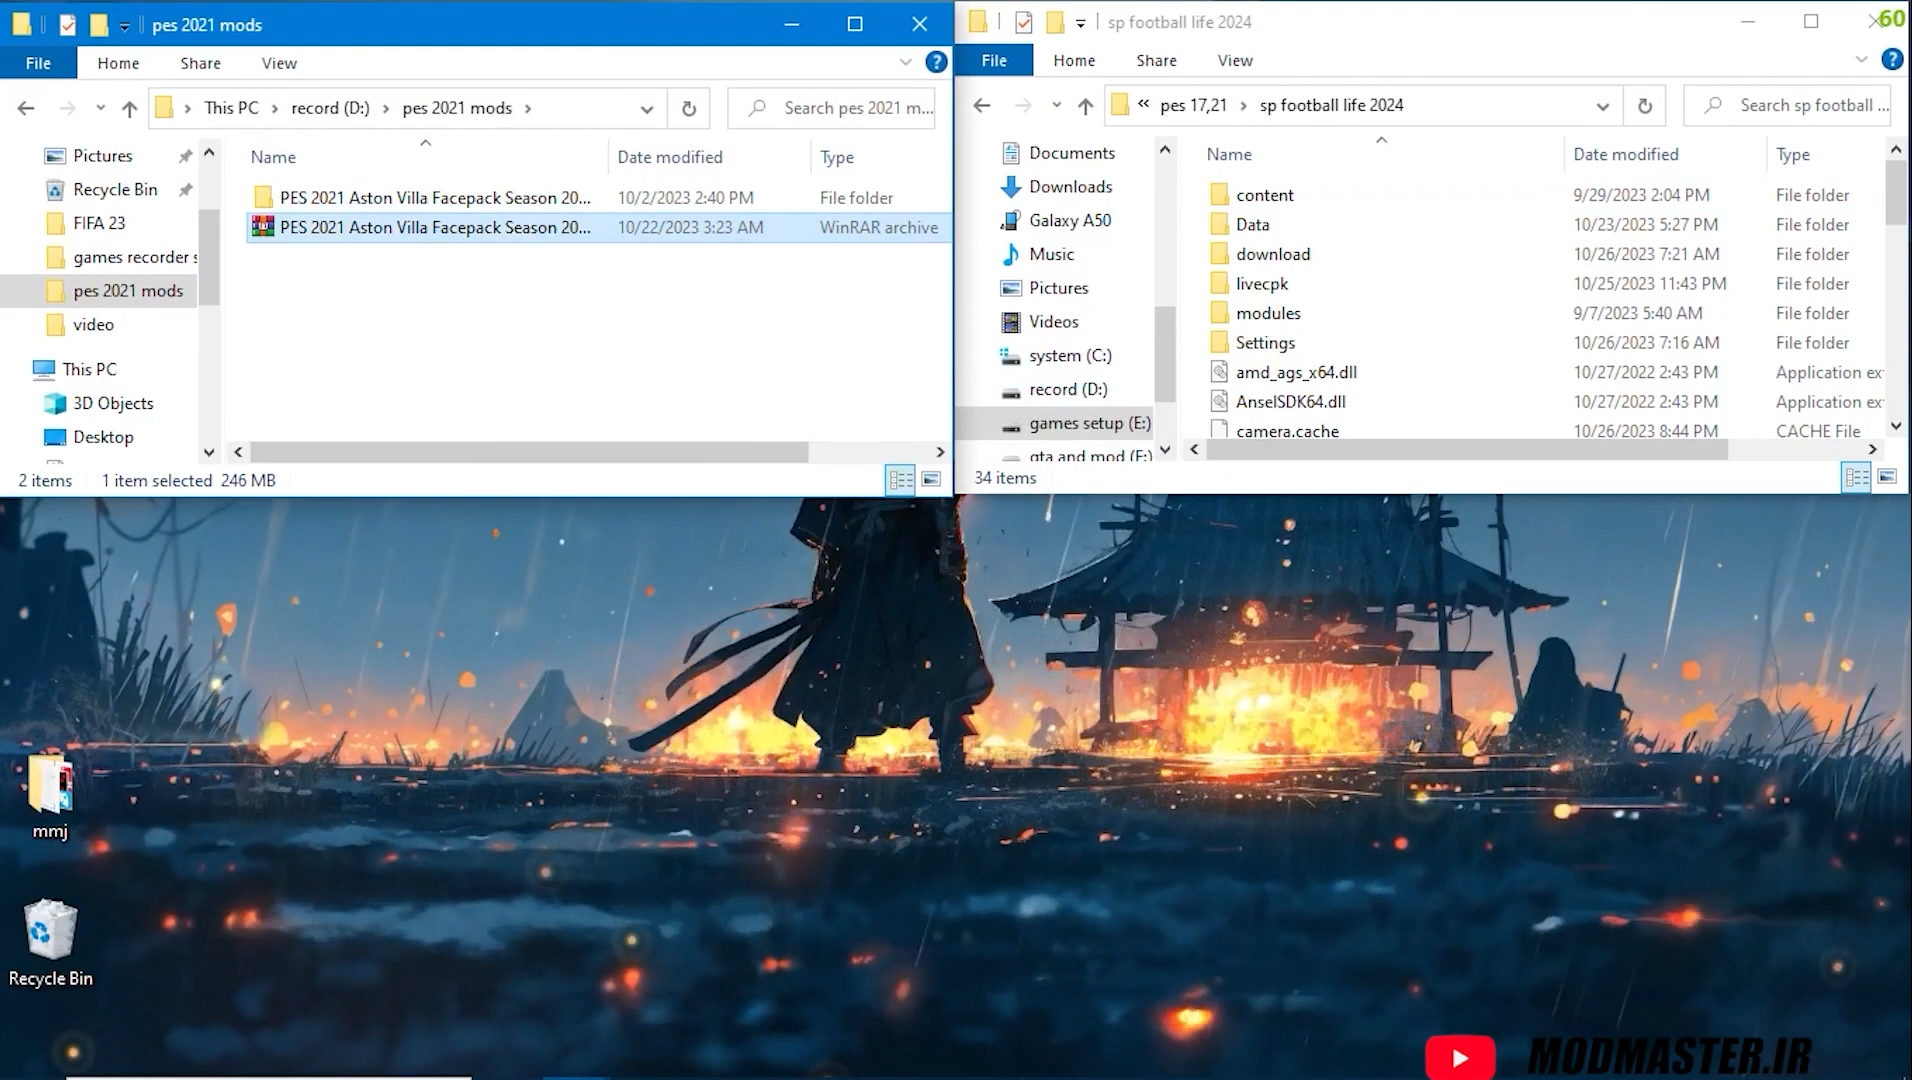 pes 2021 mods
File Home Share View
This PC record (D:) pes 2021 mods
Search pes 2021 m...
Name Date modified Type
PES 2021 Aston Villa Facepack Season 20... 10/2/2023 2:40 PM File folder
PES 2021 Aston Villa Facepack Season 20... 10/22/2023 3:23 AM WinRAR archive
Pictures
Recycle Bin
FIFA 23
games recorder s
pes 2021 mods
video
This PC
3D Objects
Desktop
2 items 1 item selected 246 MB
sp football life 2024
60
File Home Share View
« pes 17,21 sp football life 2024
Search sp football ...
Documents
Downloads
Galaxy A50
Music
Pictures
Videos
system (C:)
record (D:)
games setup (E:)
gta and mod (F:)
Name Date modified Type
content 9/29/2023 2:04 PM File folder
Data 10/23/2023 5:27 PM File folder
download 10/26/2023 7:21 AM File folder
livecpk 10/25/2023 11:43 PM File folder
modules 9/7/2023 5:40 AM File folder
Settings 10/26/2023 7:16 AM File folder
amd_ags_x64.dll 10/27/2022 2:43 PM Application ex
AnselSDK64.dll 10/27/2022 2:43 PM Application ex
camera.cache 10/26/2023 8:44 PM CACHE File
34 items
mmj
Recycle Bin
MODMASTER.IR